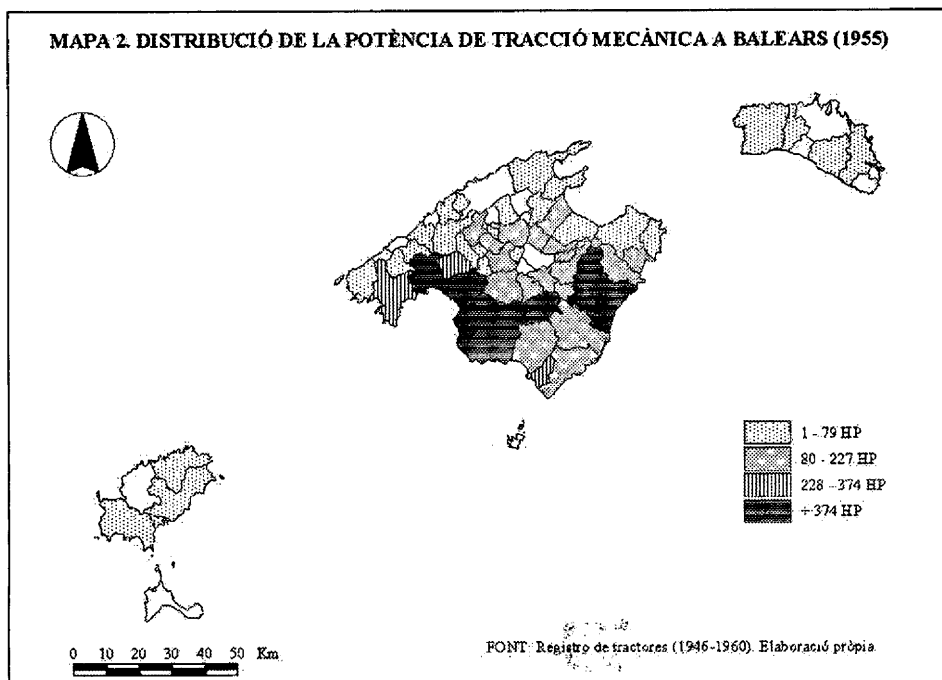 MAPA 2. DISTRIBUCIÓ DE LA POTÈNCIA DE TRACCIÓ MECÀNICA A BALEARS (1955)
1 - 79 HP
80 - 227 HP
228 - 374 HP
+ 374 HP
0 10 20 30 40 50 Km
FONT: Registro de tractores (1946-1960). Elaboració pròpia.